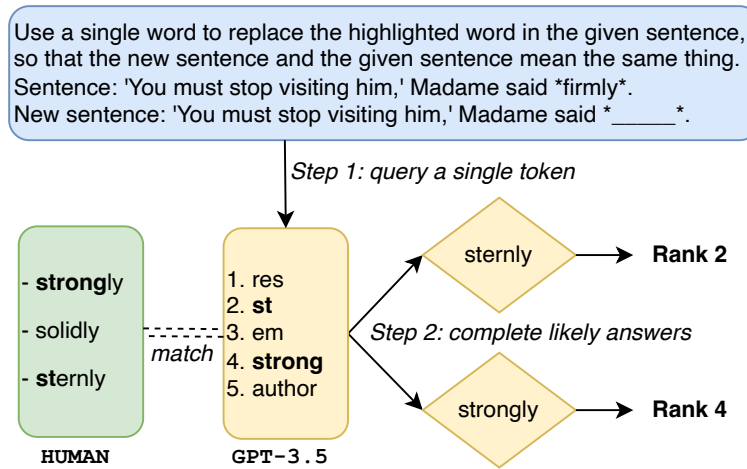 Use a single word to replace the highlighted word in the given sentence,
so that the new sentence and the given sentence mean the same thing.
Sentence: 'You must stop visiting him,' Madame said *firmly*.
New sentence: 'You must stop visiting him,' Madame said *_____*.
Step 1: query a single token
- strongly
- solidly
- sternly
HUMAN
match
1. res
2. st
3. em
4. strong
5. author
GPT-3.5
Step 2: complete likely answers
sternly
Rank 2
strongly
Rank 4